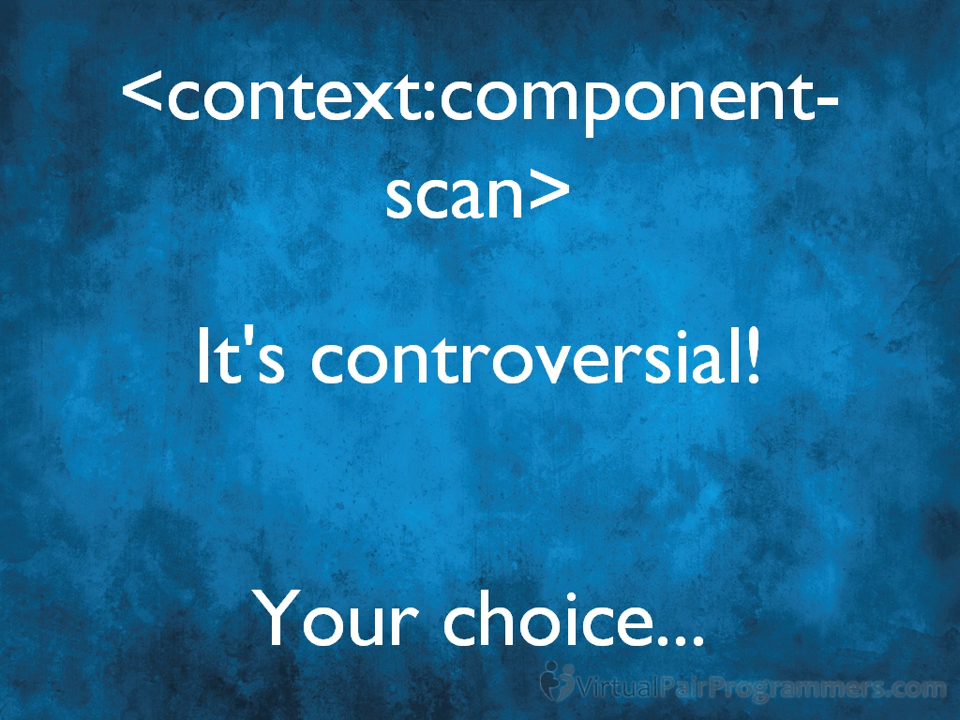 <context:component-
scan>
It's controversial!
Your choice...
VirtualPairProgrammers.com